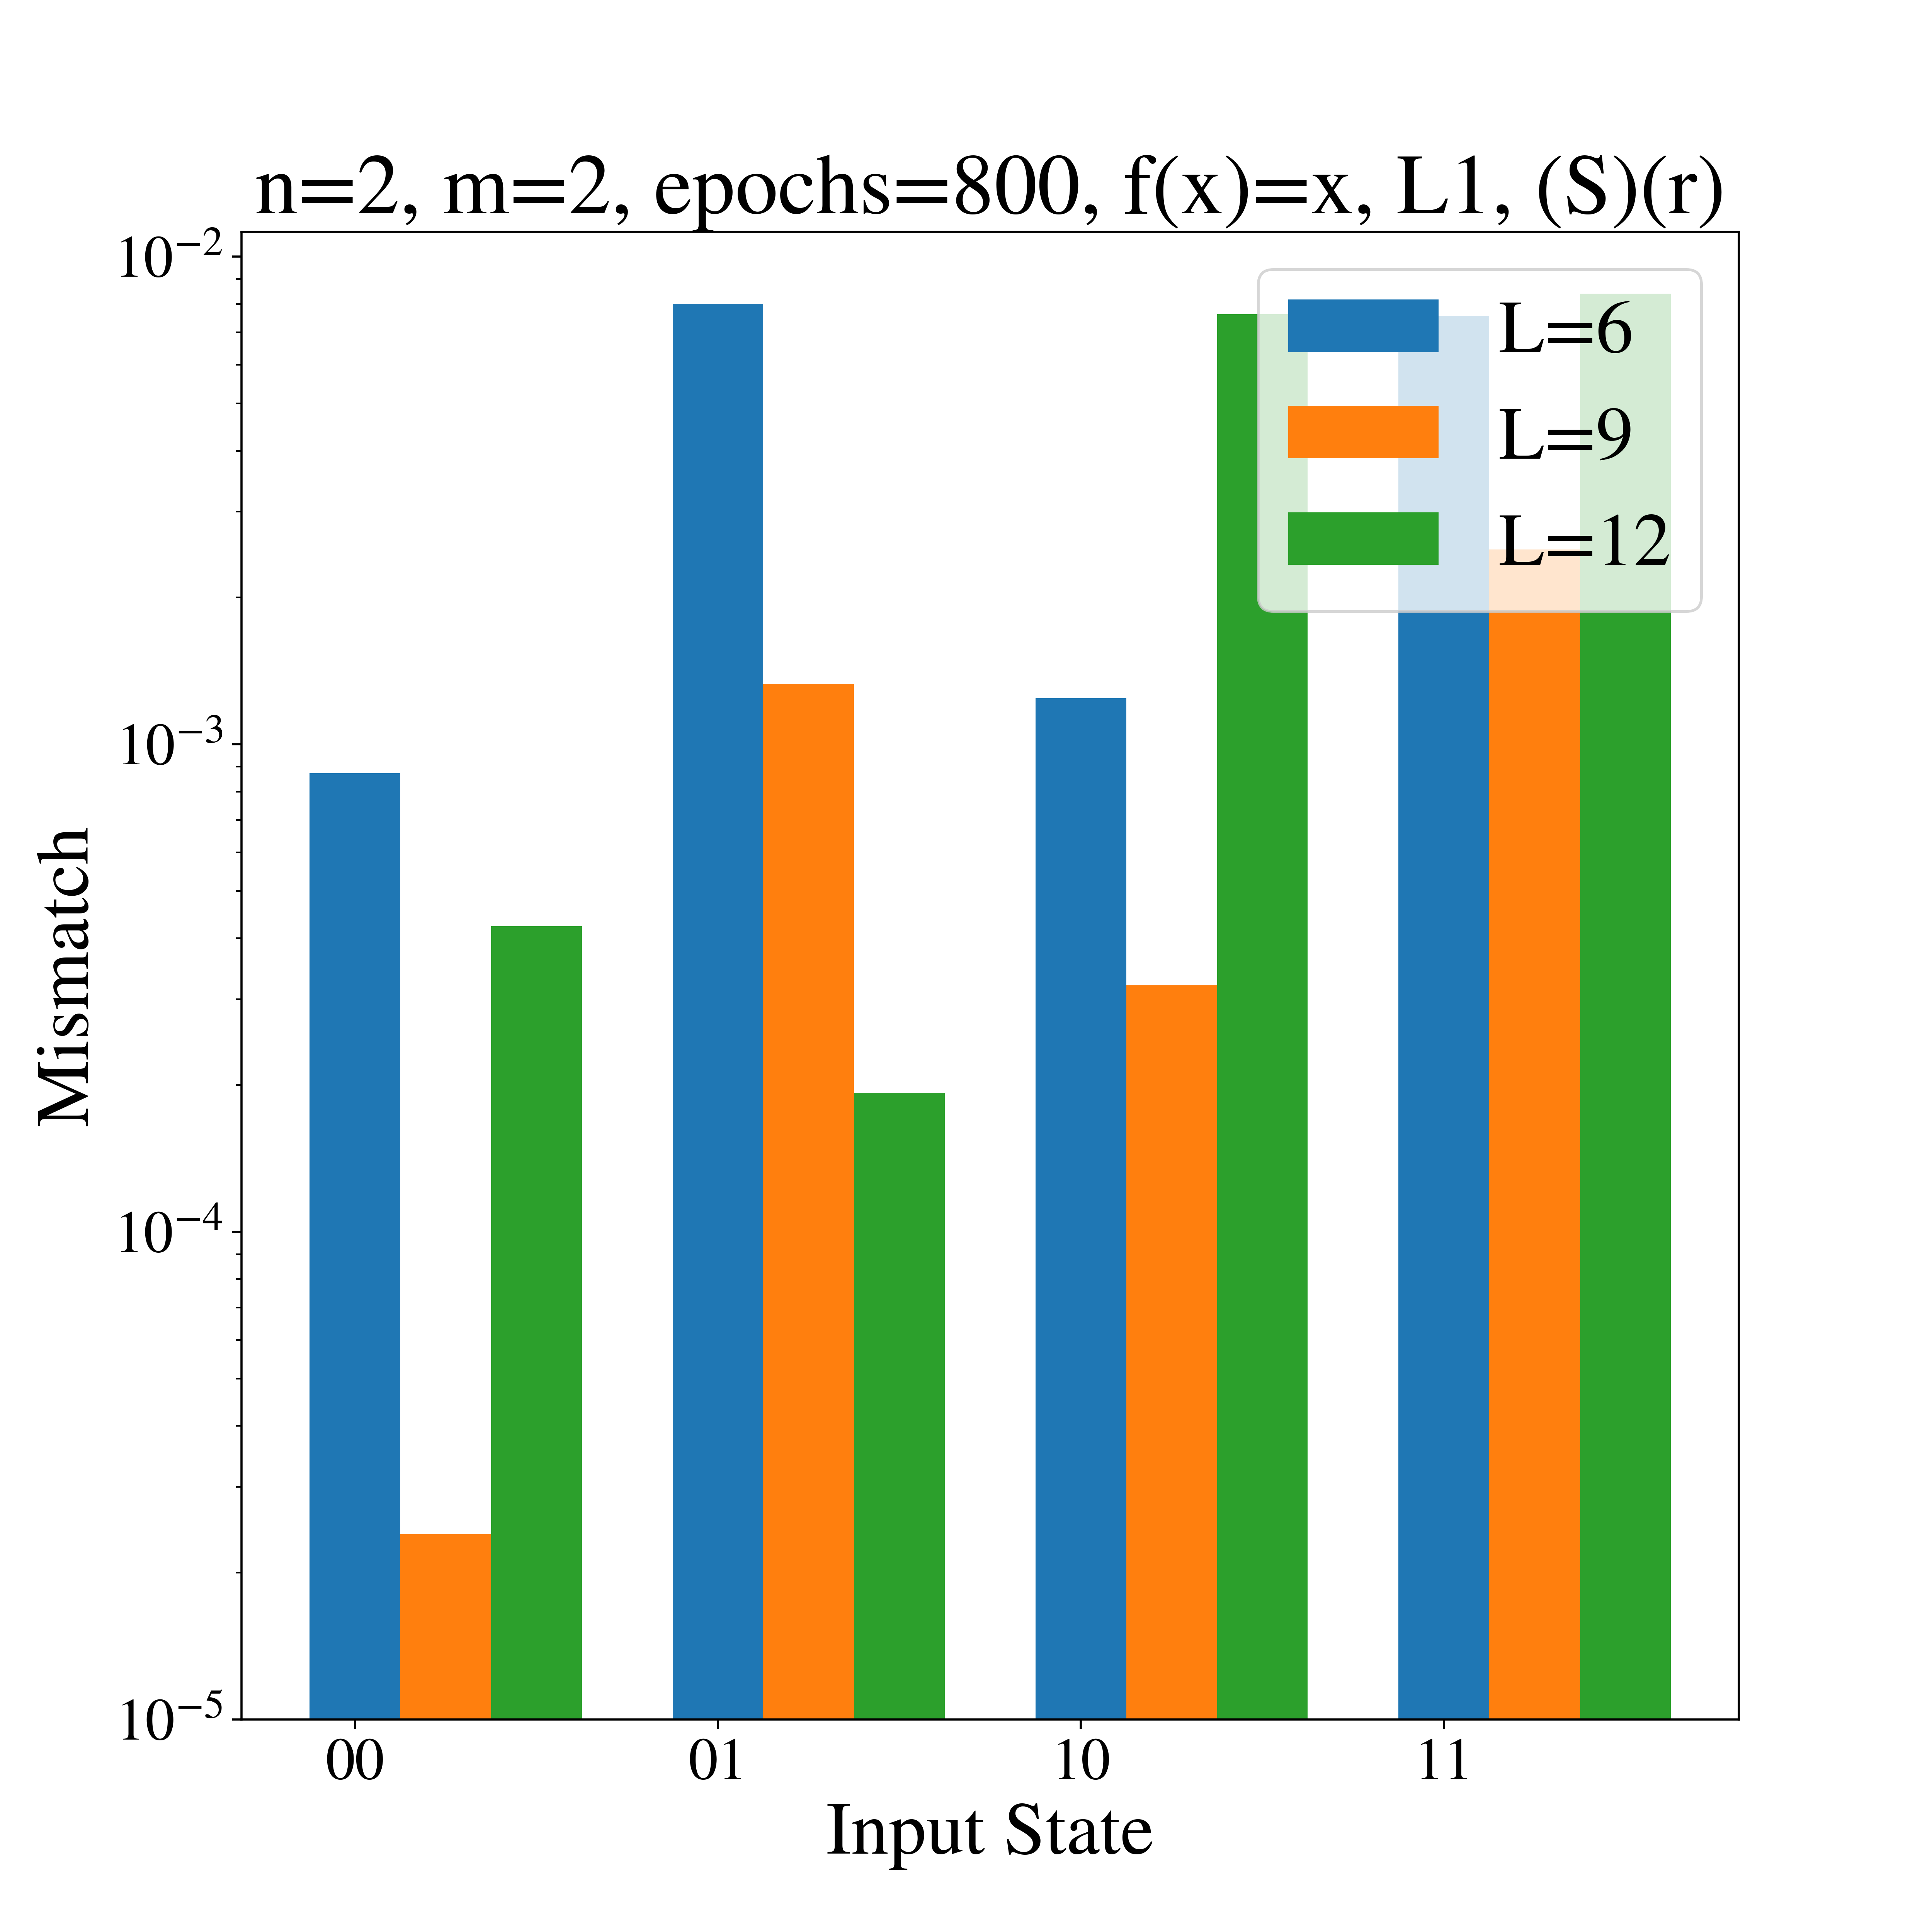 n=2, m=2, epochs=800, f(x)=x, L1. (S)(r)
L=6
L=9
L=12
10⁻²
10⁻³
10⁻⁴
10⁻⁵
Mismatch
00 01 10 11
Input State